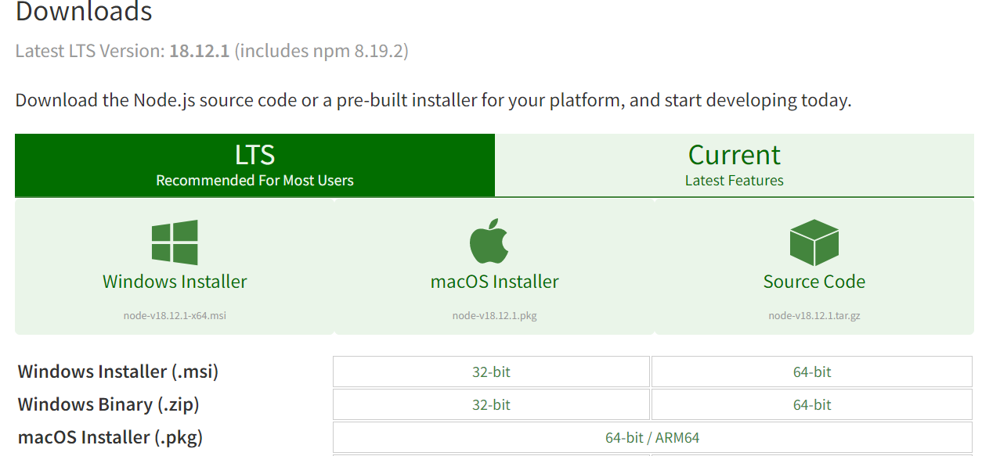 Downloads
Latest LTS Version: 18.12.1 (includes npm 8.19.2)
Download the Node.js source code or a pre-built installer for your platform, and start developing today.
LTS
Recommended For Most Users
Current
Latest Features
Windows Installer
node-v18.12.1-x64.msi
macOS Installer
node-v18.12.1.pkg
Source Code
node-v18.12.1.tar.gz
Windows Installer (.msi) 32-bit 64-bit
Windows Binary (.zip) 32-bit 64-bit
macOS Installer (.pkg) 64-bit / ARM64